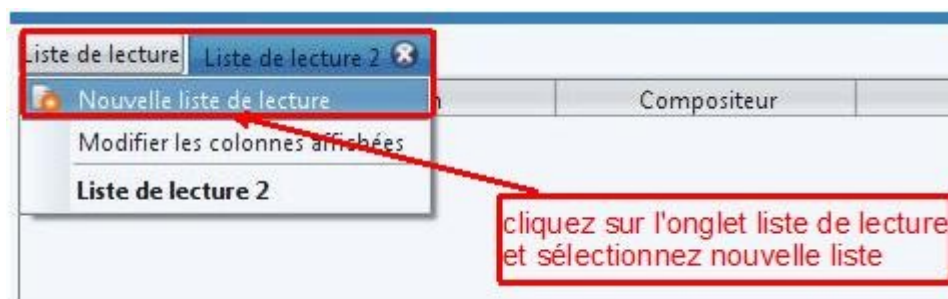 Liste de lecture
Liste de lecture 2
Nouvelle liste de lecture
Compositeur
Modifier les colonnes affichées
Liste de lecture 2
cliquez sur l'onglet liste de lecture
et sélectionnez nouvelle liste